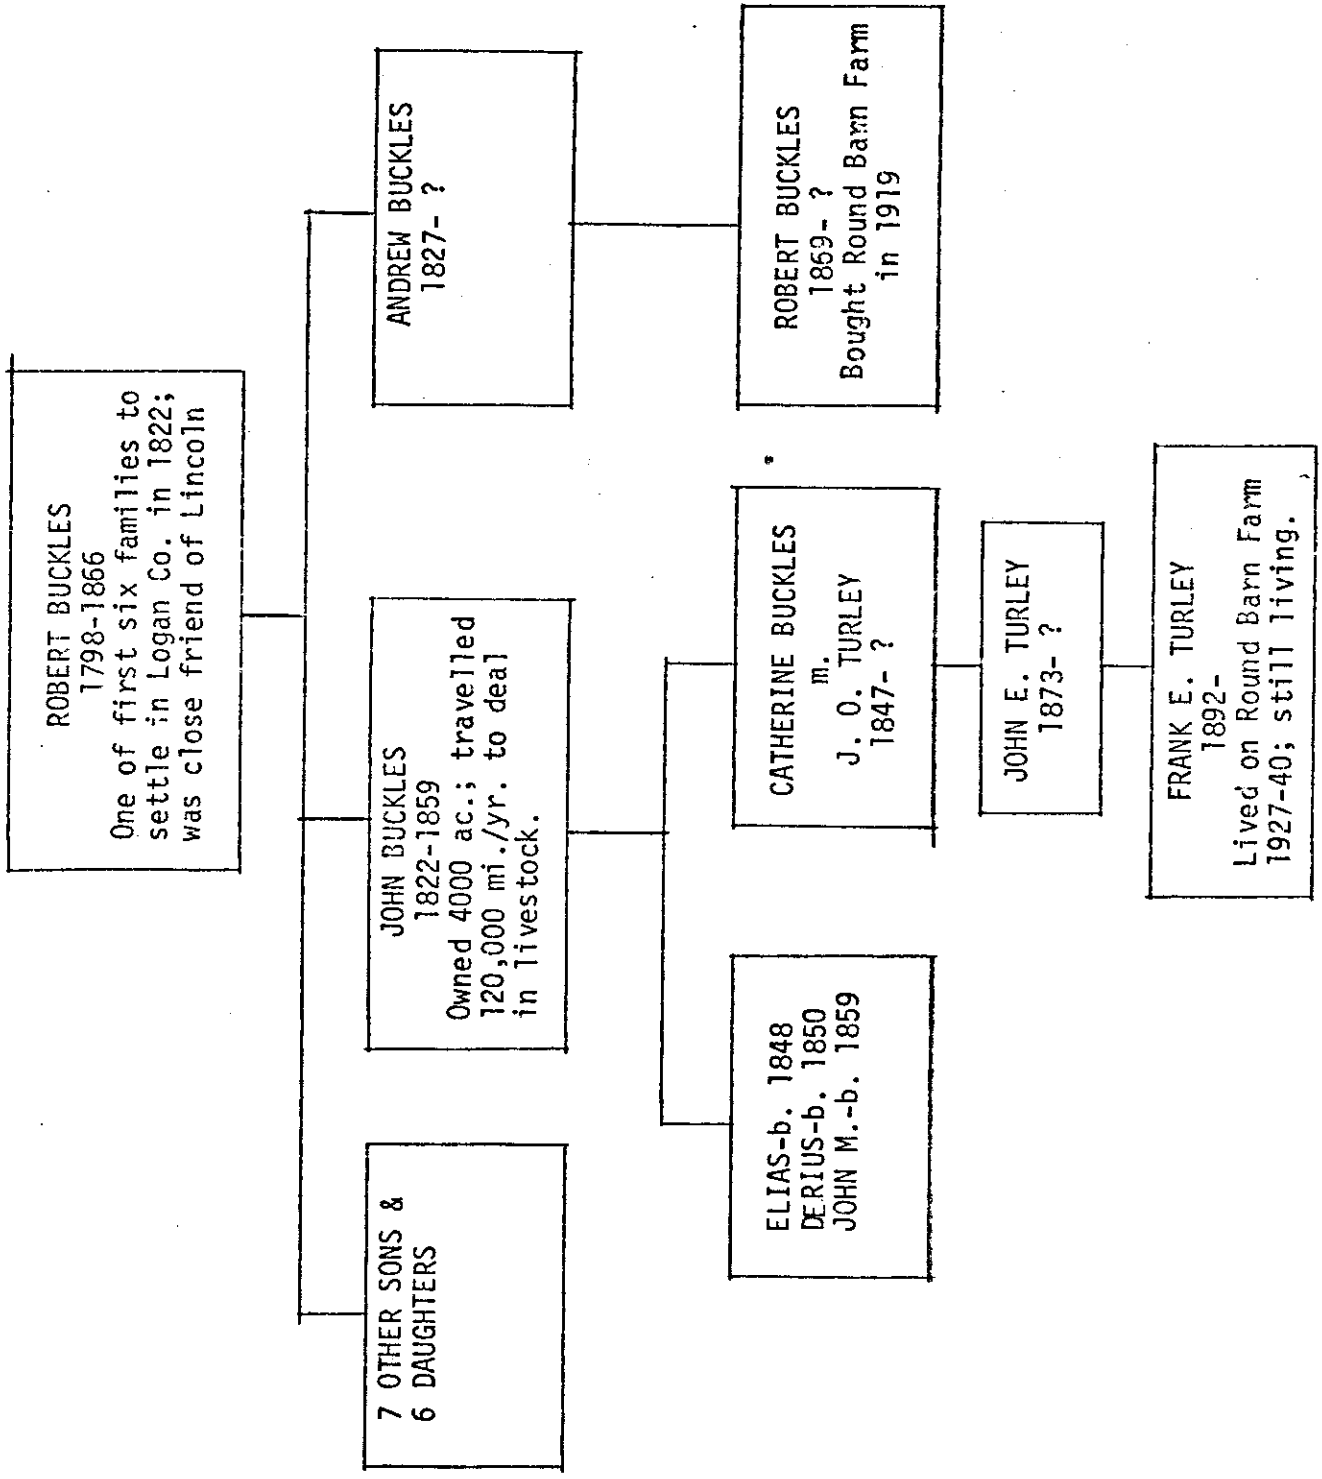 ROBERT BUCKLES
1798-1866
One of first six families to
settle in Logan Co. in 1822;
was close friend of Lincoln
7 OTHER SONS &
6 DAUGHTERS
JOHN BUCKLES
1822-1859
Owned 4000 ac.; travelled
120,000 mi./yr. to deal
in livestock.
ANDREW BUCKLES
1827- ?
ELIAS-b. 1848
DERIUS-b. 1850
JOHN M.-b. 1859
CATHERINE BUCKLES
m.
J. O. TURLEY
1847- ?
ROBERT BUCKLES
1869- ?
Bought Round Barn Farm
in 1919
JOHN E. TURLEY
1873- ?
FRANK E. TURLEY
1892-
Lived on Round Barn Farm
1927-40; still living.